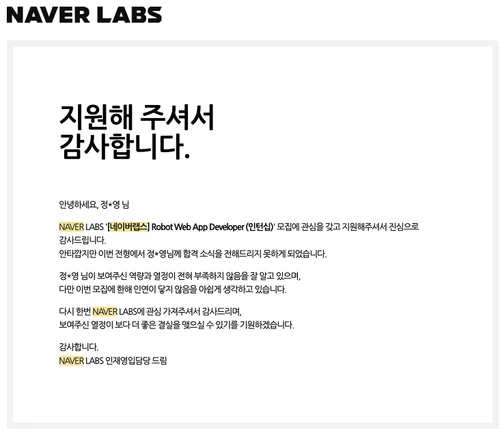 NAVER LABS
지원해 주셔서
감사합니다.
안녕하세요, 정*영 님
NAVER LABS '[네이버랩스] Robot Web App Developer (인턴십)' 모집에 관심을 갖고 지원해주셔서 진심으로
감사드립니다.
안타깝지만 이번 전형에서 정*영님께 합격 소식을 전해드리지 못하게 되었습니다.
정*영 님이 보여주신 역량과 열정이 전혀 부족하지 않음을 잘 알고 있으며,
다만 이번 모집에 한해 인연이 닿지 않음을 아쉽게 생각하고 있습니다.
다시 한번 NAVER LABS에 관심 가져주셔서 감사드리며,
보여주신 열정이 보다 더 좋은 결실을 맺으실 수 있기를 기원하겠습니다.
감사합니다.
NAVER LABS 인재영입담당 드림